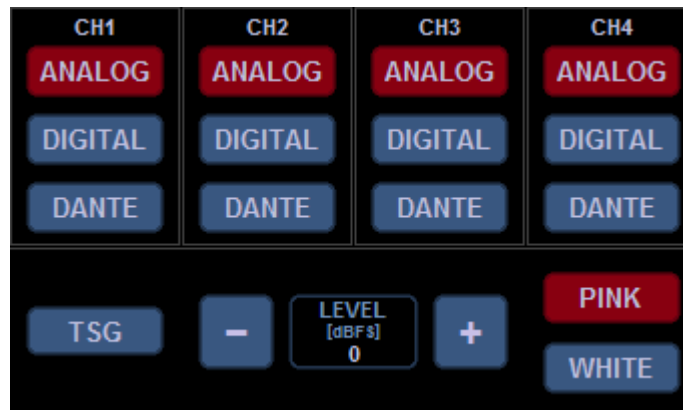 CH1 CH2 CH3 CH4
ANALOG ANALOG ANALOG ANALOG
DIGITAL DIGITAL DIGITAL DIGITAL
DANTE DANTE DANTE DANTE
PINK
LEVEL
TSG - [dBFS] +
0
WHITE